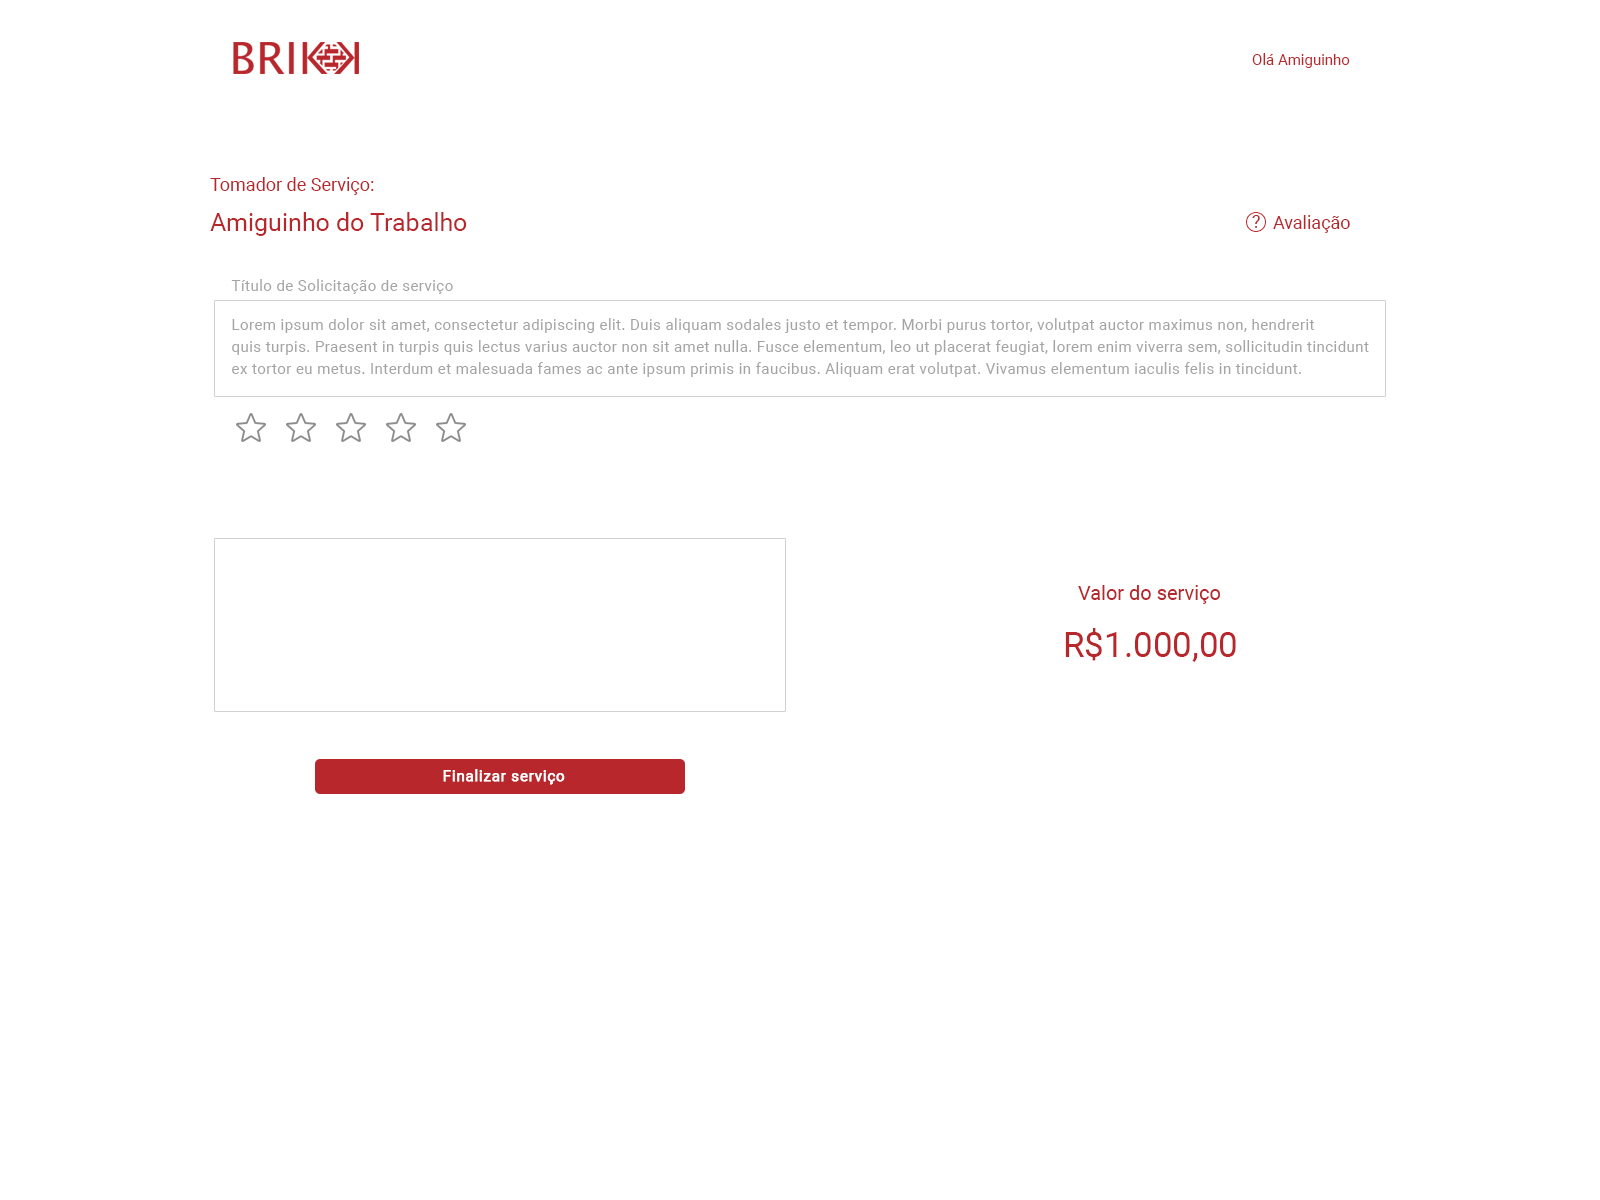 BRIKK
Olá Amiguinho
Tomador de Serviço:
Amiguinho do Trabalho
? Avaliação
Título de Solicitação de serviço
Lorem ipsum dolor sit amet, consectetur adipiscing elit. Duis aliquam sodales justo et tempor. Morbi purus tortor, volutpat auctor maximus non, hendrerit
quis turpis. Praesent in turpis quis lectus varius auctor non sit amet nulla. Fusce elementum, leo ut placerat feugiat, lorem enim viverra sem, sollicitudin tincidunt
ex tortor eu metus. Interdum et malesuada fames ac ante ipsum primis in faucibus. Aliquam erat volutpat. Vivamus elementum iaculis felis in tincidunt.
Valor do serviço
R$1.000,00
Finalizar serviço